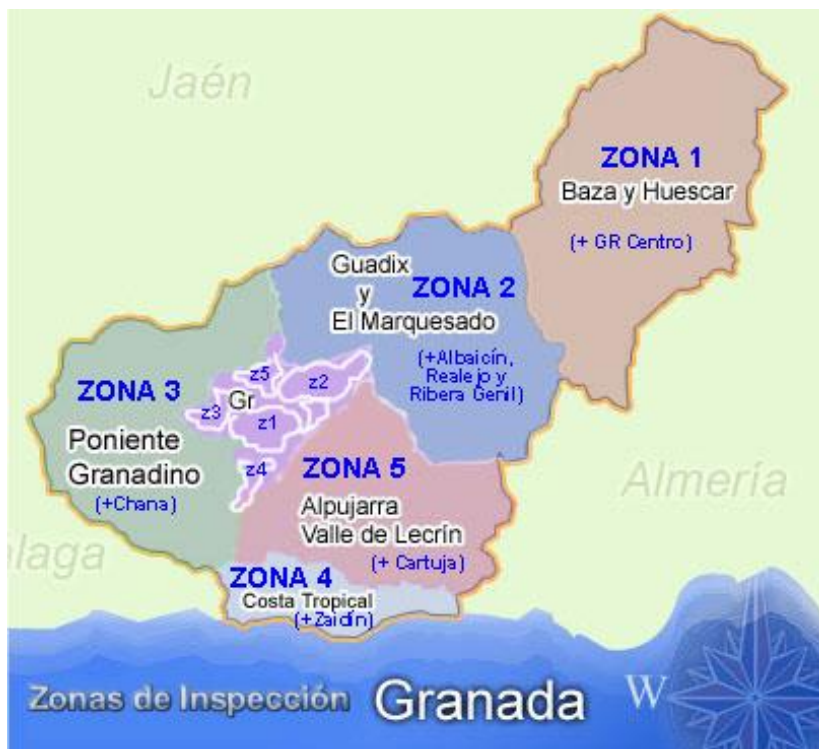 Jaén
ZONA 1
Baza y Huescar
(+ GR Centro)
Guadix
y
El Marquesado
ZONA 2
(+Albaicín,
Realejo y
Ribera Genil)
ZONA 3
Poniente
Granadino
(+Chana)
z5
z2
Gr
z3
z1
z4
ZONA 5
Alpujarra
Valle de Lecrín
(+ Cartuja)
Almería
álaga
ZONA 4
Costa Tropical
(+Zaidín)
Zonas de Inspección Granada
W